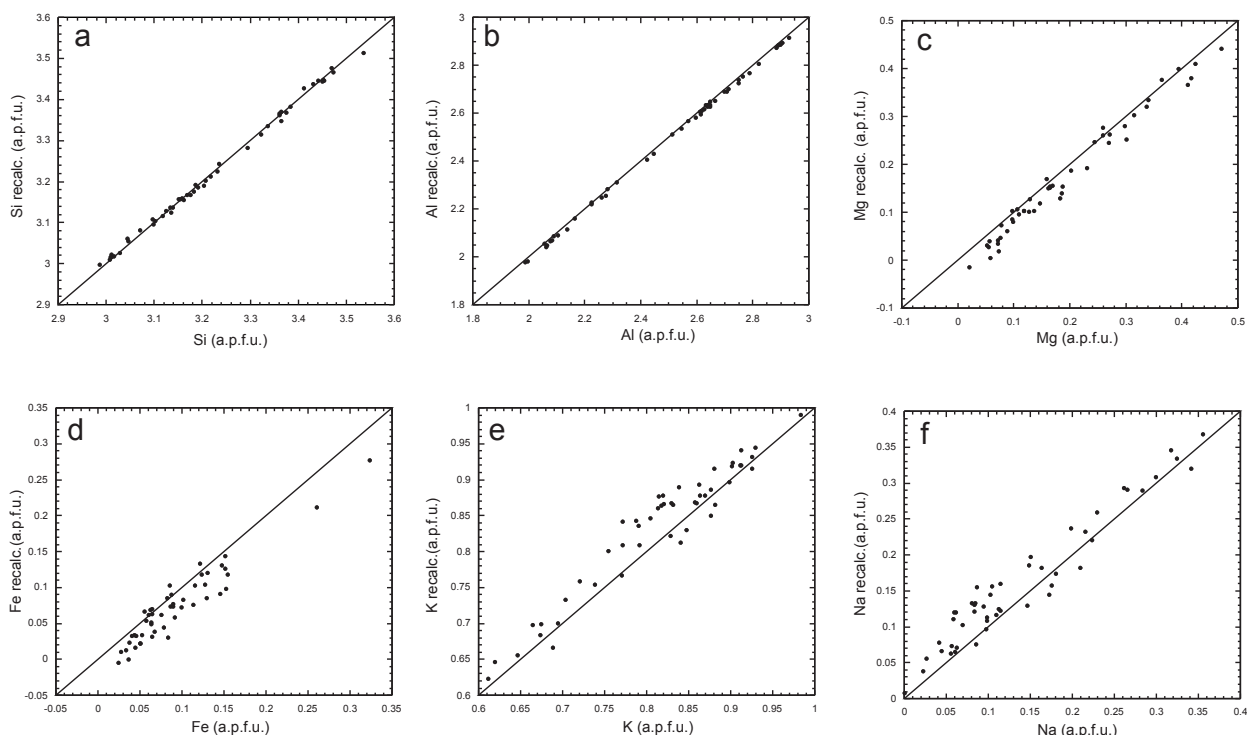 a
Si recalc. (a.p.f.u.)
3.6
3.5
3.4
3.3
3.2
3.1
3
2.9
2.9 3 3.1 3.2 3.3 3.4 3.5 3.6
Si (a.p.f.u.)
b
Al recalc.(a.p.f.u.)
3
2.8
2.6
2.4
2.2
2
1.8
1.8 2 2.2 2.4 2.6 2.8 3
Al (a.p.f.u.)
c
Mg recalc. (a.p.f.u.)
0.5
0.4
0.3
0.2
0.1
0
-0.1
-0.1 0 0.1 0.2 0.3 0.4 0.5
Mg (a.p.f.u.)
d
Fe recalc.(a.p.f.u.)
0.35
0.3
0.25
0.2
0.15
0.1
0.05
0
-0.05
-0.05 0 0.05 0.1 0.15 0.2 0.25 0.3 0.35
Fe (a.p.f.u.)
e
K recalc.(a.p.f.u.)
1
0.95
0.9
0.85
0.8
0.75
0.7
0.65
0.6
0.6 0.65 0.7 0.75 0.8 0.85 0.9 0.95 1
K (a.p.f.u.)
f
Na recalc.(a.p.f.u.)
0.4
0.35
0.3
0.25
0.2
0.15
0.1
0.05
0
0 0.05 0.1 0.15 0.2 0.25 0.3 0.35 0.4
Na (a.p.f.u.)